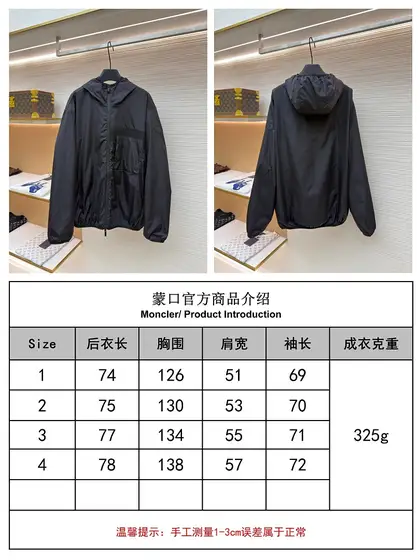 蒙口官方商品介绍
Moncler/ Product Introduction
Size 后衣长 胸围 肩宽 袖长 成衣克重
1 74 126 51 69 325g
2 75 130 53 70
3 77 134 55 71
4 78 138 57 72
温馨提示：手工测量1-3cm误差属于正常